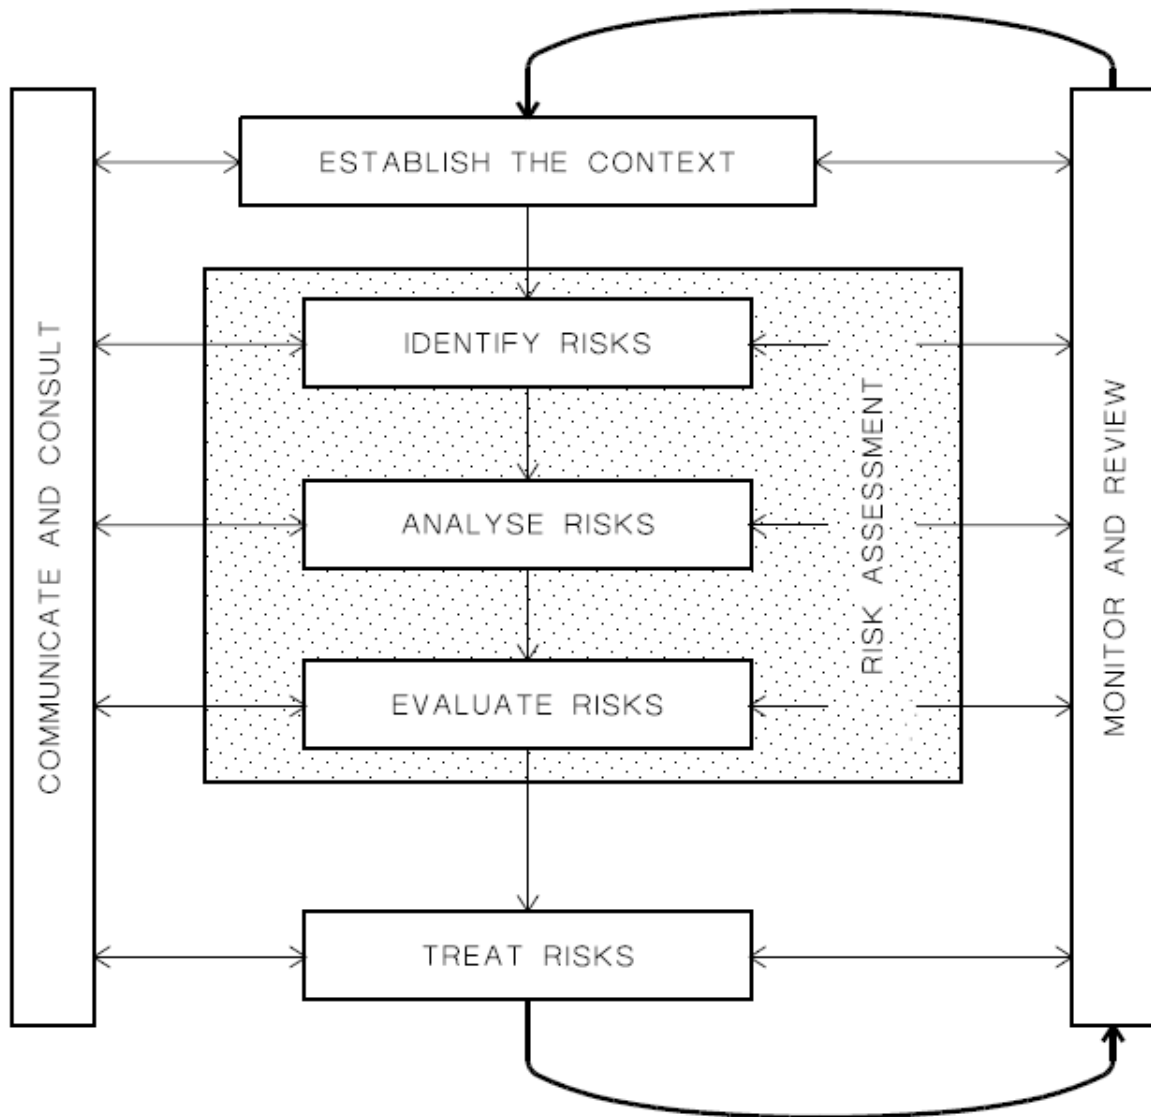 ESTABLISH THE CONTEXT
IDENTIFY RISKS
ANALYSE RISKS
EVALUATE RISKS
TREAT RISKS
COMMUNICATE AND CONSULT
RISK ASSESSMENT
MONITOR AND REVIEW